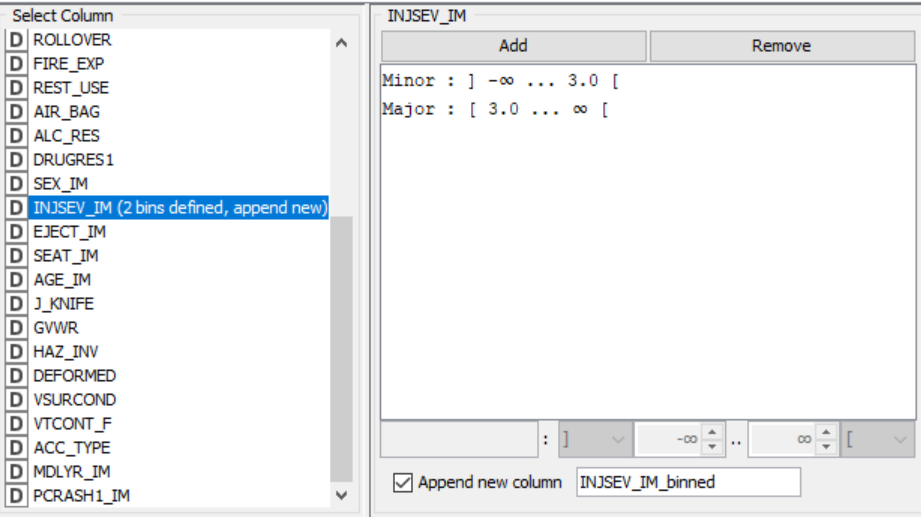 Select Column
D ROLLOVER
D FIRE_EXP
D REST_USE
D AIR_BAG
D ALC_RES
D DRUGRES1
D SEX_IM
D INJSEV_IM (2 bins defined, append new)
D EJECT_IM
D SEAT_IM
D AGE_IM
D J_KNIFE
D GVWR
D HAZ_INV
D DEFORMED
D VSURCOND
D VTCONT_F
D ACC_TYPE
D MDLYR_IM
D PCRASH1_IM
INJSEV_IM
Add Remove
Minor : ] -∞ ... 3.0 [
Major : [ 3.0 ... ∞ [
: ] -∞ .. ∞ [
Append new column INJSEV_IM_binned